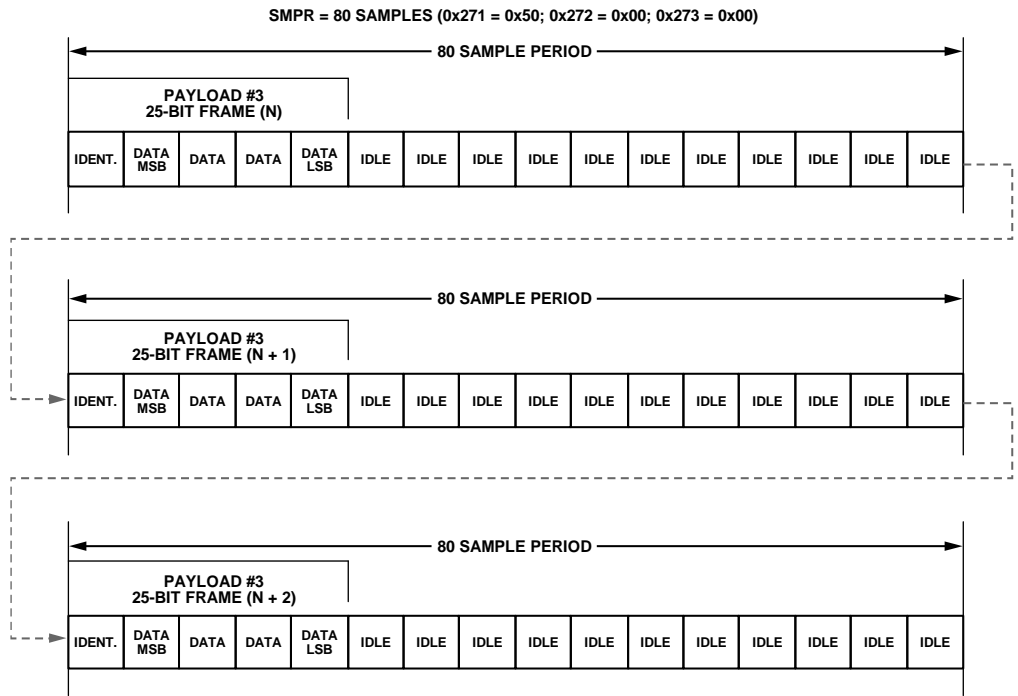 SMPR = 80 SAMPLES (0x271 = 0x50; 0x272 = 0x00; 0x273 = 0x00)
80 SAMPLE PERIOD
PAYLOAD #3
25-BIT FRAME (N)
IDENT. DATA MSB DATA DATA DATA LSB IDLE IDLE IDLE IDLE IDLE IDLE IDLE IDLE IDLE IDLE IDLE
80 SAMPLE PERIOD
PAYLOAD #3
25-BIT FRAME (N + 1)
IDENT. DATA MSB DATA DATA DATA LSB IDLE IDLE IDLE IDLE IDLE IDLE IDLE IDLE IDLE IDLE IDLE
80 SAMPLE PERIOD
PAYLOAD #3
25-BIT FRAME (N + 2)
IDENT. DATA MSB DATA DATA DATA LSB IDLE IDLE IDLE IDLE IDLE IDLE IDLE IDLE IDLE IDLE IDLE